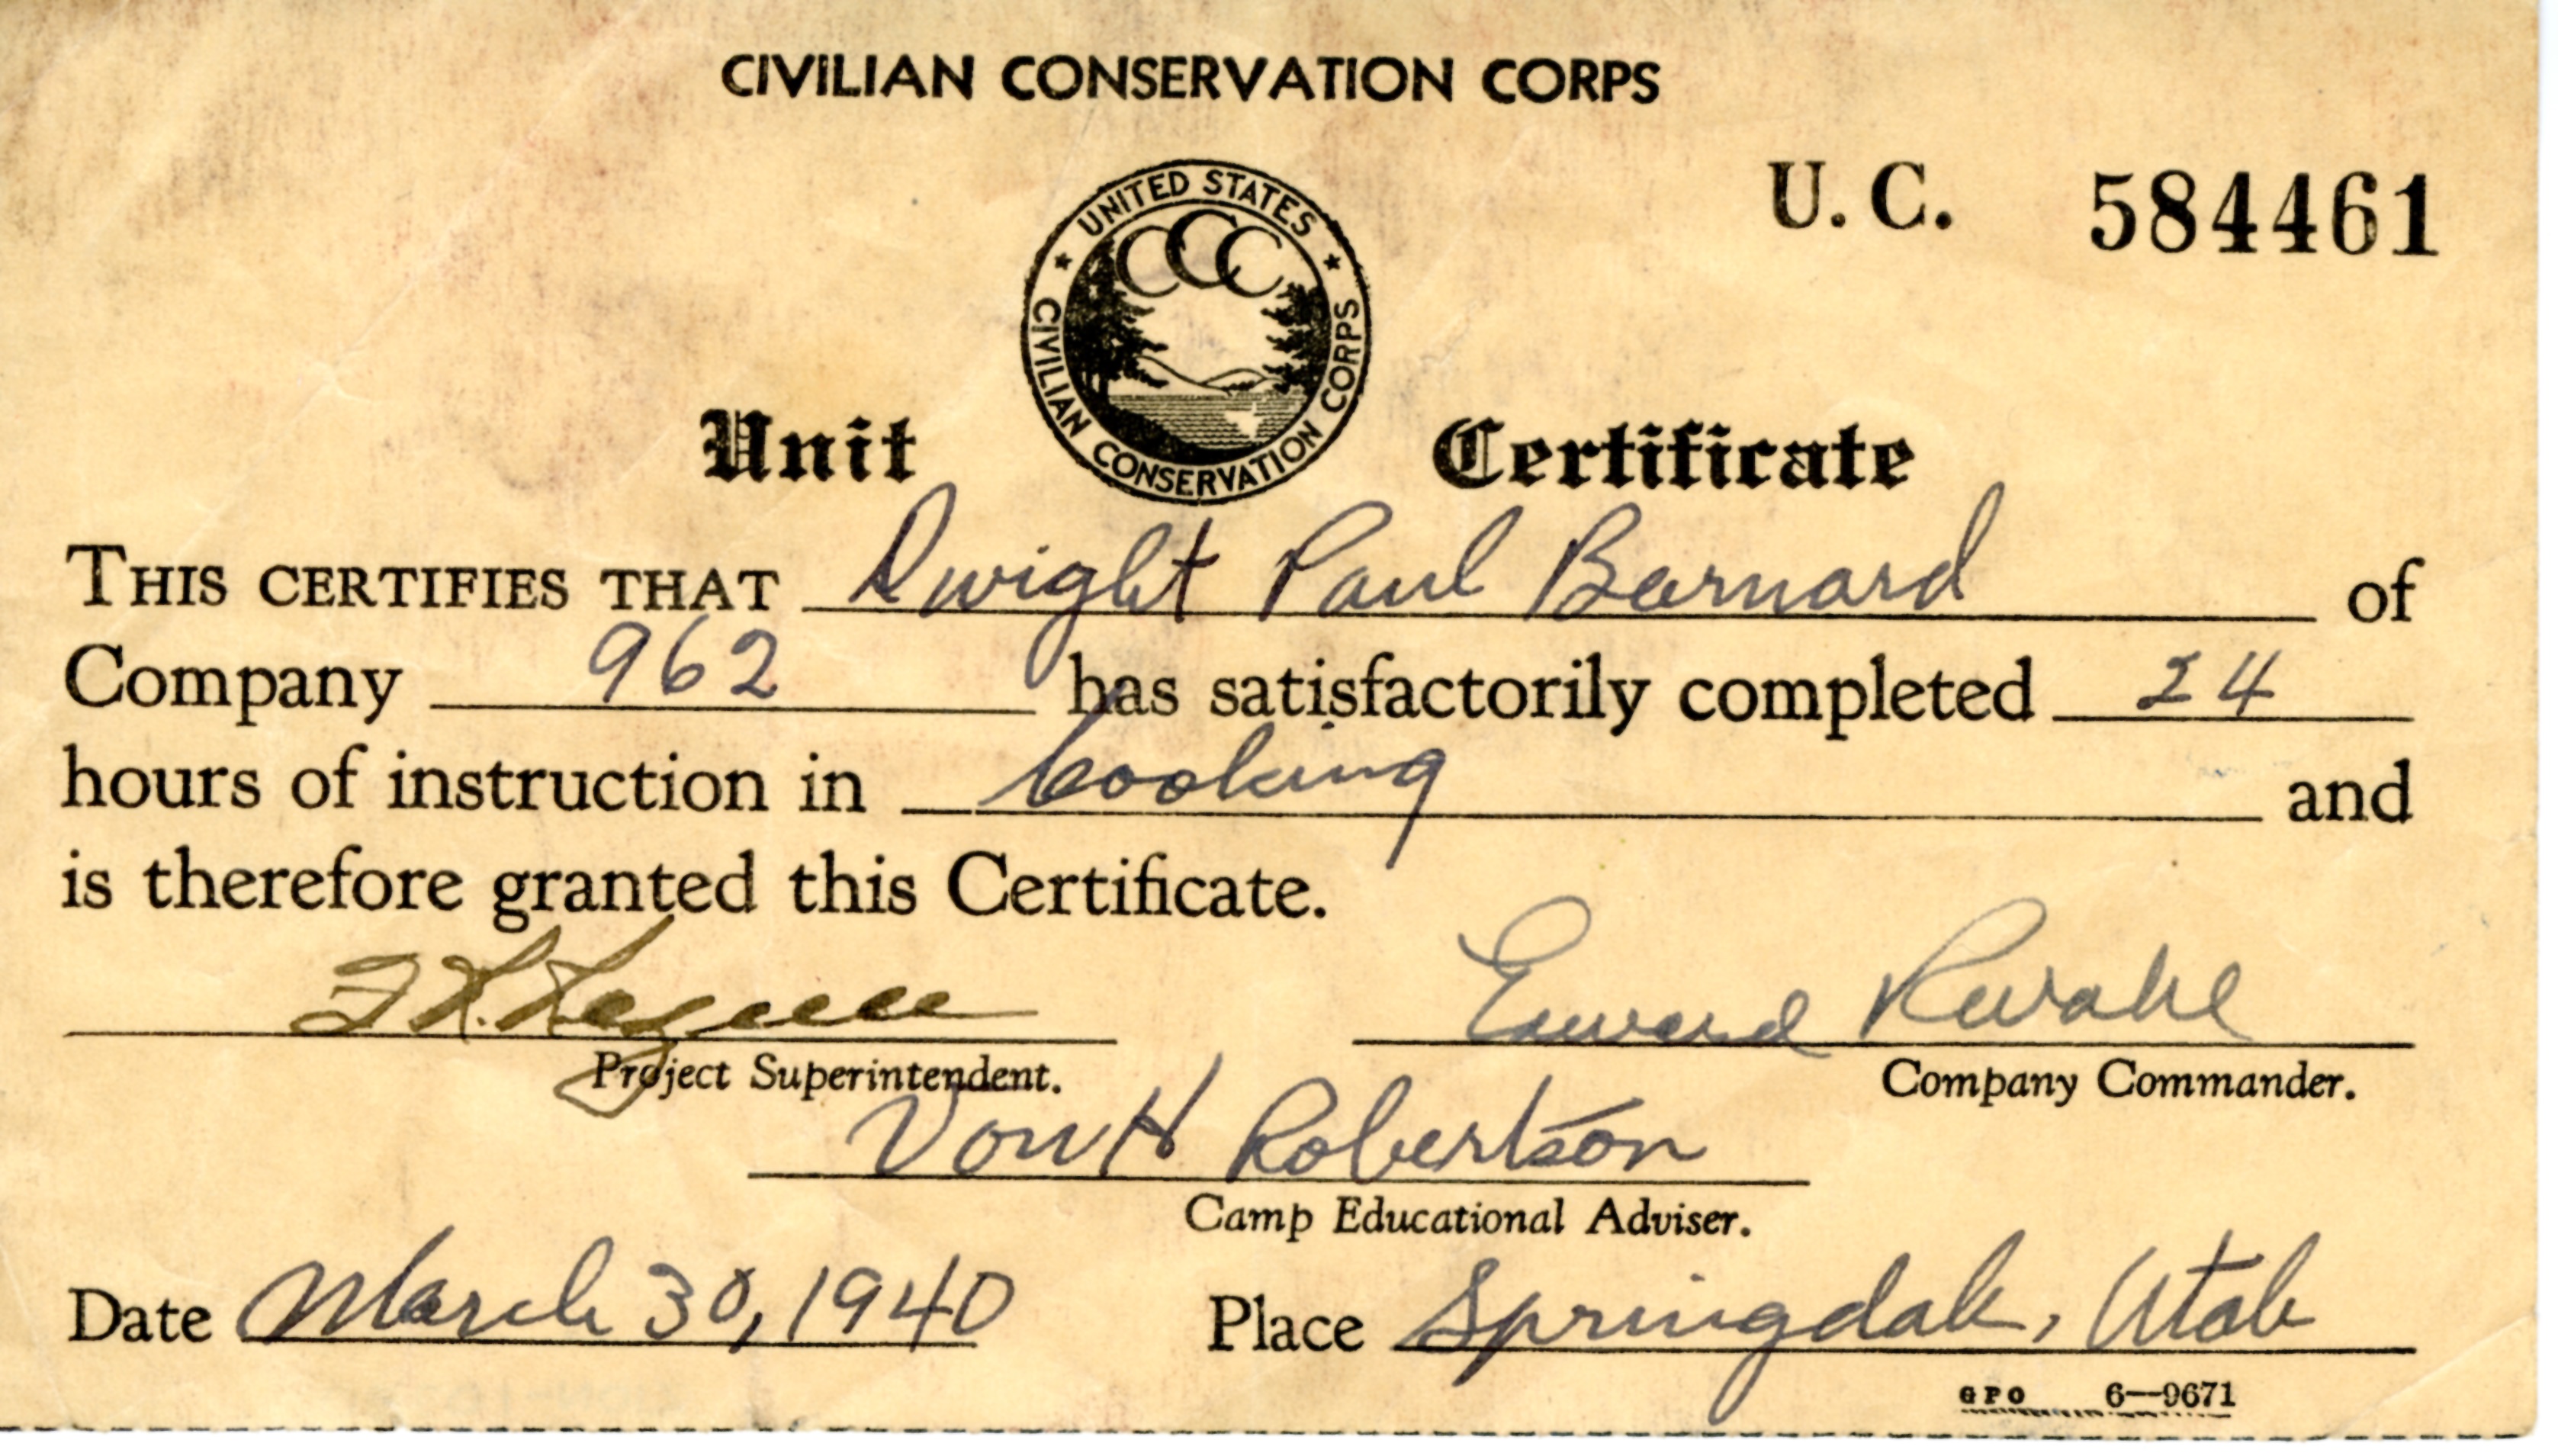 CIVILIAN CONSERVATION CORPS
U. C. 584461
UNITED STATES
CCC
CIVILIAN CONSERVATION CORPS
Unit Certificate
THIS CERTIFIES THAT Dwight Paul Barnard of
Company 962 has satisfactorily completed 24
hours of instruction in Cooking and
is therefore granted this Certificate.
Edward
Project Superintendent. Company Commander.
Von H Robertson
Camp Educational Adviser.
Date March 30, 1940 Place Springdale, Utah
GPO 6—9671